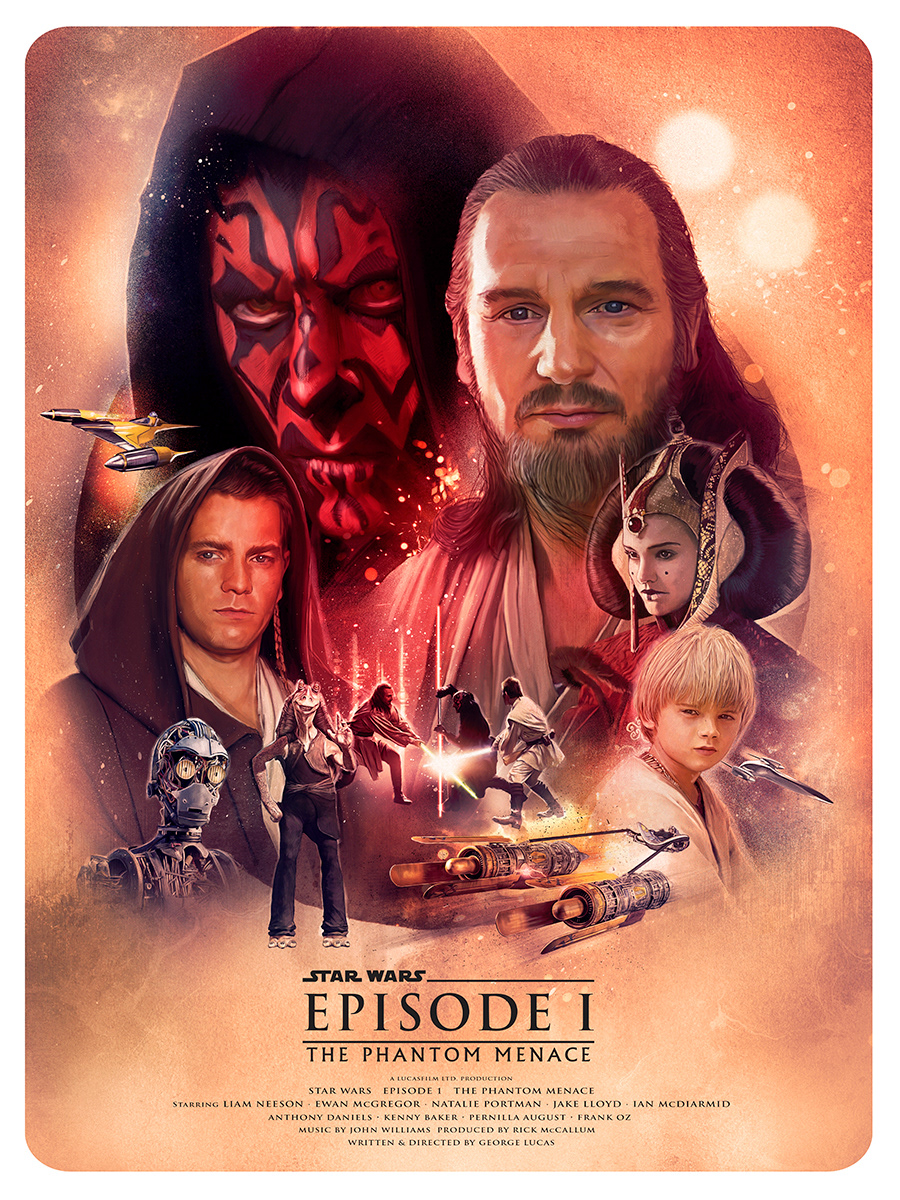 STAR WARS
EPISODE I
THE PHANTOM MENACE
A LUCASFILM LTD. PRODUCTION
STAR WARS EPISODE 1 THE PHANTOM MENACE
STARRING LIAM NEESON · EWAN McGREGOR · NATALIE PORTMAN · JAKE LLOYD · IAN McDIARMID
ANTHONY DANIELS · KENNY BAKER · PERNILLA AUGUST · FRANK OZ
MUSIC BY JOHN WILLIAMS PRODUCED BY RICK McCALLUM
WRITTEN & DIRECTED BY GEORGE LUCAS